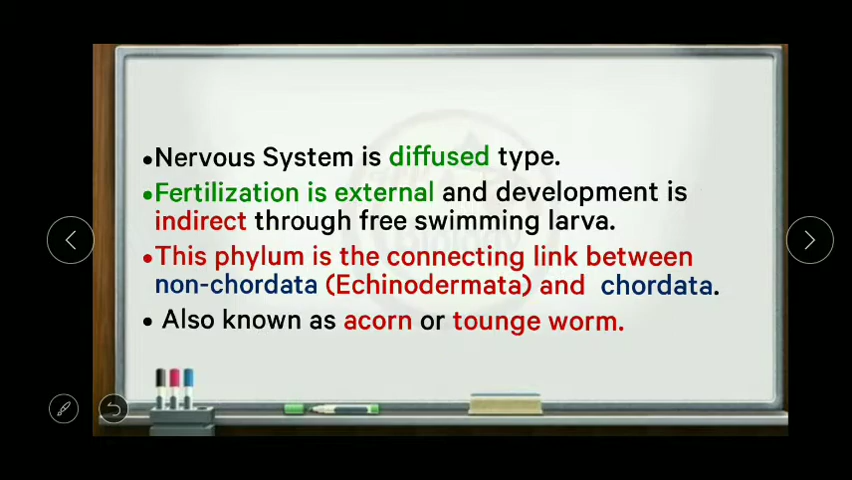 •Nervous System is diffused type.
•Fertilization is external and development is
indirect through free swimming larva.
•This phylum is the connecting link between
non-chordata (Echinodermata) and chordata.
• Also known as acorn or tounge worm.